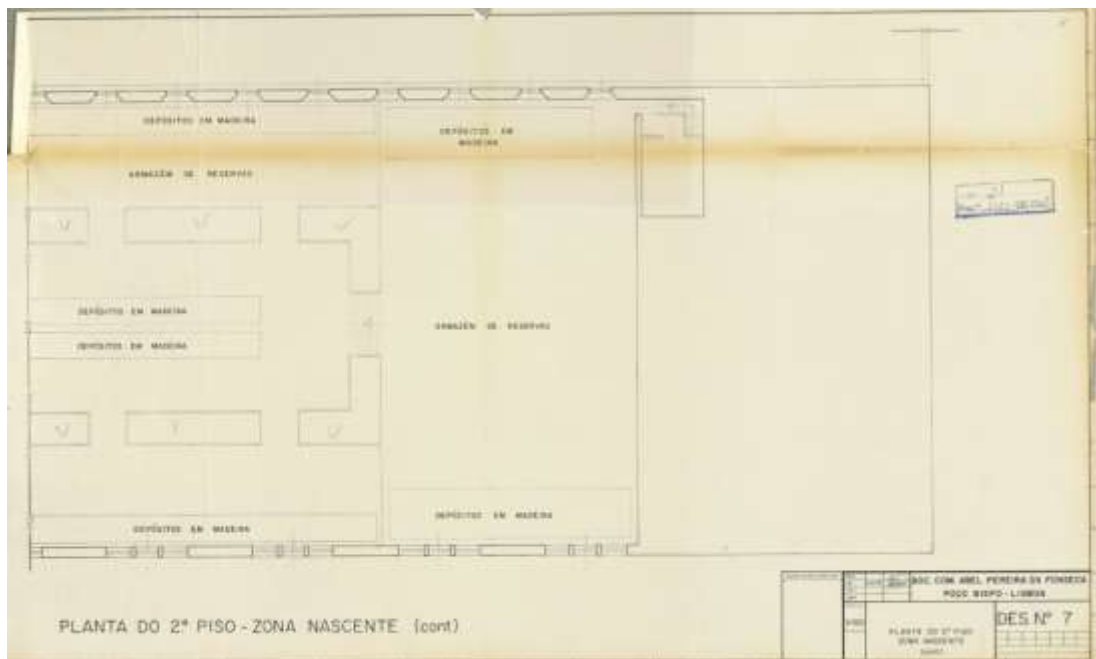 DEPÓSITOS EM MADEIRA
DEPÓSITOS EM
MADEIRA
ARMAZÉM DE RESERVAS
DEPÓSITOS EM MADEIRA
ARMAZÉM DE RESERVAS
DEPÓSITOS EM MADEIRA
DEPÓSITOS EM MADEIRA
DEPÓSITOS EM MADEIRA
PLANTA DO 2º PISO - ZONA NASCENTE (cont)
SOC. COM. ABEL PEREIRA DA FONSECA
POÇO BISPO - LISBOA
PLANTA DO 2º PISO
ZONA NASCENTE
(cont)
DES. Nº 7